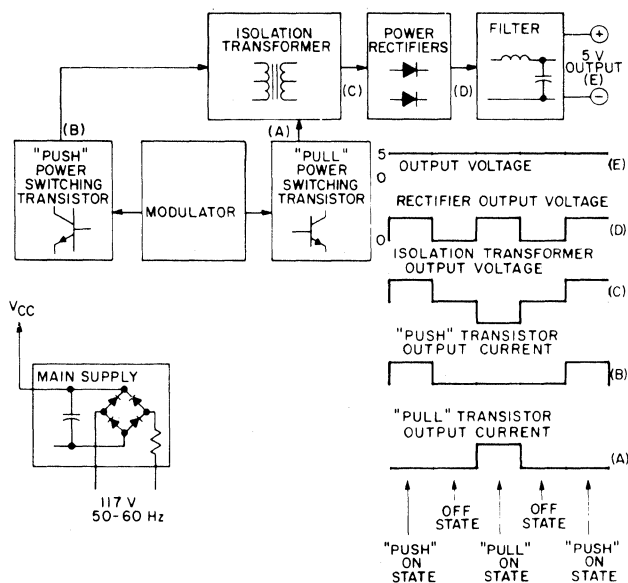 ISOLATION
TRANSFORMER
POWER
RECTIFIERS
FILTER
+
5 V
OUTPUT
(E)
−
(C)
(D)
(B)
(A)
"PUSH"
POWER
SWITCHING
TRANSISTOR
MODULATOR
"PULL"
POWER
SWITCHING
TRANSISTOR
5
0
OUTPUT VOLTAGE
(E)
RECTIFIER OUTPUT VOLTAGE
0
(D)
ISOLATION TRANSFORMER
OUTPUT VOLTAGE
(C)
"PUSH" TRANSISTOR
OUTPUT CURRENT
(B)
"PULL" TRANSISTOR
OUTPUT CURRENT
(A)
OFF
STATE
OFF
STATE
"PUSH"
ON
STATE
"PULL"
ON
STATE
"PUSH"
ON
STATE
VCC
MAIN SUPPLY
117 V
50-60 Hz